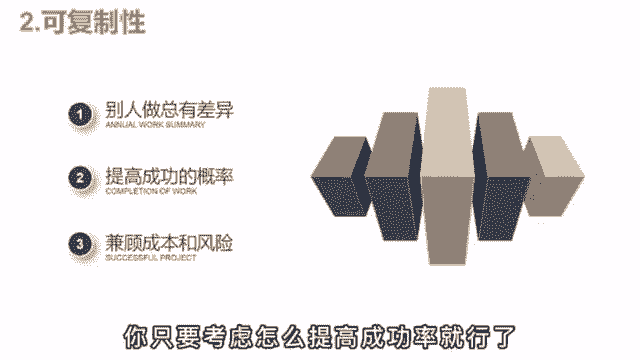 2.可复制性
1
别人做总有差异
ANNUAL WORK SUMMARY
2
提高成功的概率
COMPLETION OF WORK
3
兼顾成本和风险
SUCCESSFUL PROJECT
你只要考虑怎么提高成功率就行了